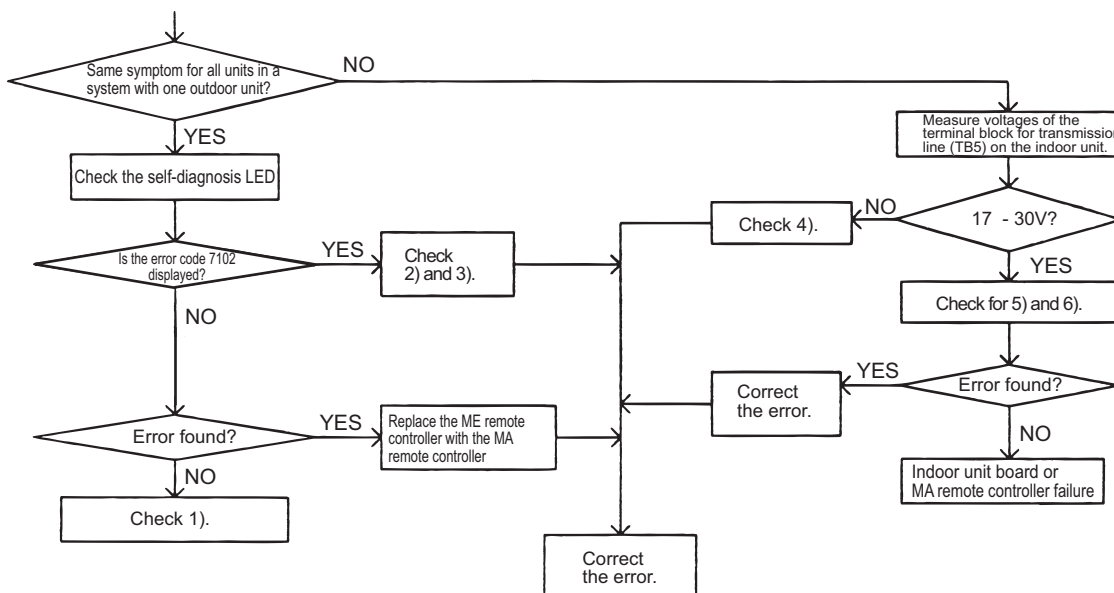 Same symptom for all units in a
system with one outdoor unit?
NO
YES
Check the self-diagnosis LED
Is the error code 7102
displayed?
YES
Check
2) and 3).
NO
Error found?
YES
Replace the ME remote
controller with the MA
remote controller
NO
Check 1).
Measure voltages of the
terminal block for transmission
line (TB5) on the indoor unit.
17 - 30V?
NO
Check 4).
YES
Check for 5) and 6).
Error found?
YES
Correct
the error.
NO
Indoor unit board or
MA remote controller failure
Correct
the error.